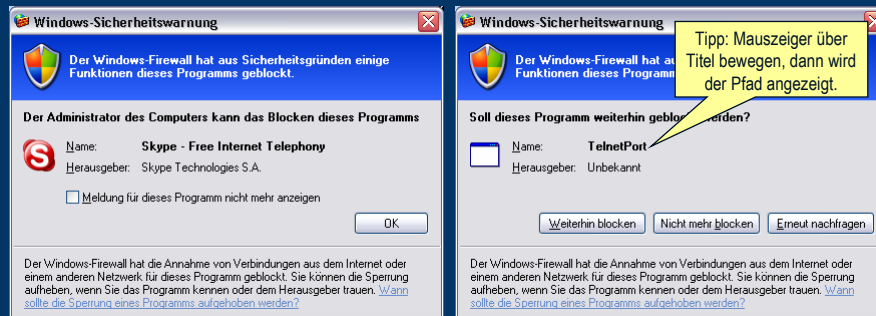 Windows-Sicherheitswarnung
Der Windows-Firewall hat aus Sicherheitsgründen einige
Funktionen dieses Programms geblockt.
Der Administrator des Computers kann das Blocken dieses Programms
Name: Skype - Free Internet Telephony
Herausgeber: Skype Technologies S.A.
Meldung für dieses Programm nicht mehr anzeigen
OK
Der Windows-Firewall hat die Annahme von Verbindungen aus dem Internet oder
einem anderen Netzwerk für dieses Programm geblockt. Sie können die Sperrung
aufheben, wenn Sie das Programm kennen oder dem Herausgeber trauen. Wann
sollte die Sperrung eines Programms aufgehoben werden?
Windows-Sicherheitswarnung
Der Windows-Firewall hat
Funktionen dieses Programm
Tipp: Mauszeiger über
Titel bewegen, dann wird
der Pfad angezeigt.
Soll dieses Programm weiterhin geblockt werden?
Name: TelnetPort
Herausgeber: Unbekannt
Weiterhin blocken
Nicht mehr blocken
Erneut nachfragen
Der Windows-Firewall hat die Annahme von Verbindungen aus dem Internet oder
einem anderen Netzwerk für dieses Programm geblockt. Sie können die Sperrung
aufheben, wenn Sie das Programm kennen oder dem Herausgeber trauen. Wann
sollte die Sperrung eines Programms aufgehoben werden?